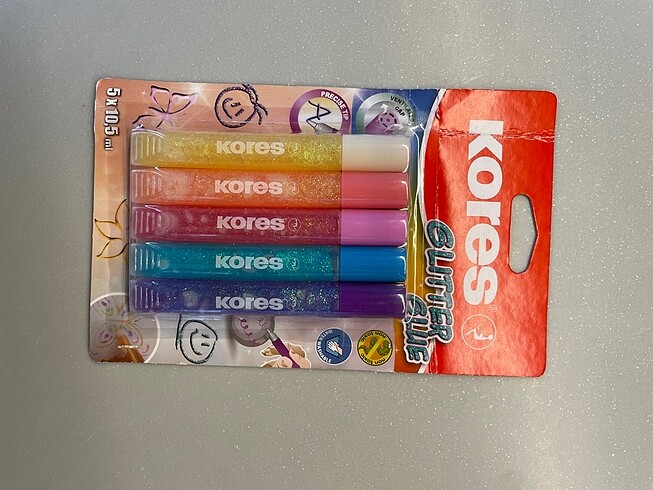 5 x 10,5 ml
PRECISE TIP
kores
kores
kores
kores
kores
kores
GLITTER
GLUE